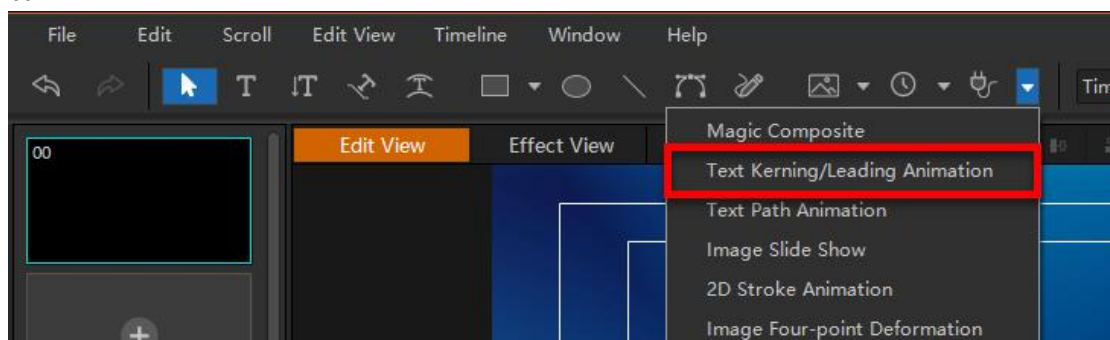 File Edit Scroll Edit View Timeline Window Help
T IT T Tim
00
Edit View Effect View
Magic Composite
Text Kerning/Leading Animation
Text Path Animation
Image Slide Show
2D Stroke Animation
Image Four-point Deformation